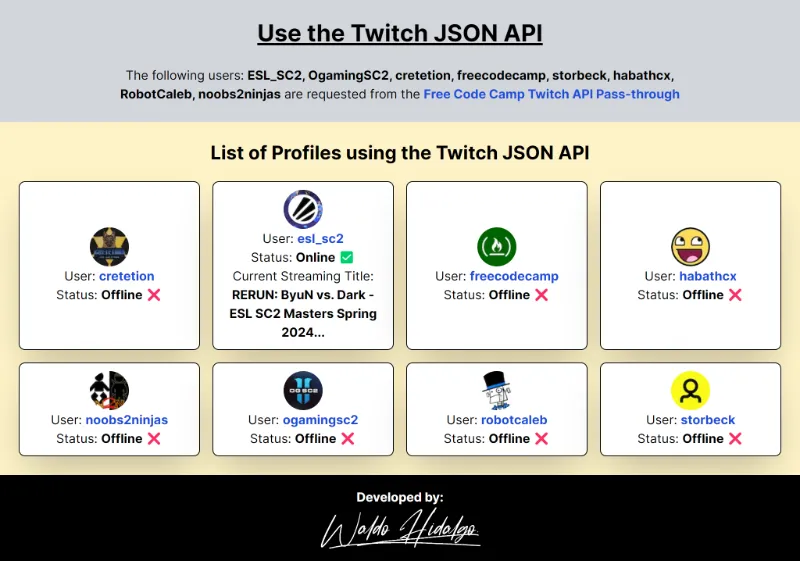 Use the Twitch JSON API
The following users: ESL_SC2, OgamingSC2, cretetion, freecodecamp, storbeck, habathcx,
RobotCaleb, noobs2ninjas are requested from the Free Code Camp Twitch API Pass-through
List of Profiles using the Twitch JSON API
User: cretetion
Status: Offline ❌
User: esl_sc2
Status: Online ✅
Current Streaming Title:
RERUN: ByuN vs. Dark -
ESL SC2 Masters Spring
2024...
User: freecodecamp
Status: Offline ❌
User: habathcx
Status: Offline ❌
User: noobs2ninjas
Status: Offline ❌
OG SC2
User: ogamingsc2
Status: Offline ❌
User: robotcaleb
Status: Offline ❌
User: storbeck
Status: Offline ❌
Developed by:
Waldo Hidalgo